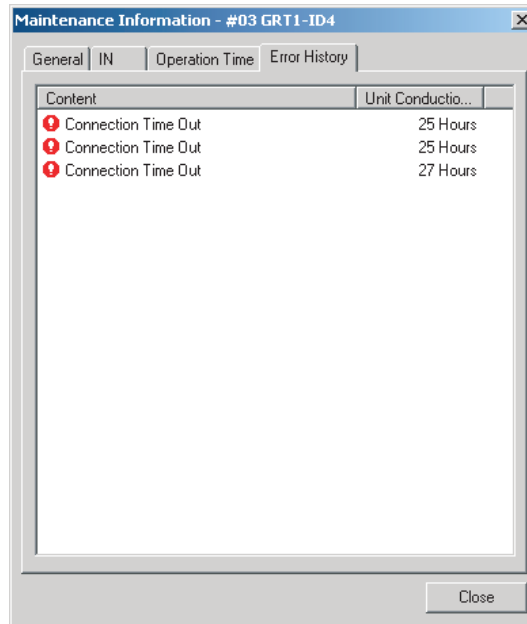 Maintenance Information - #03 GRT1-ID4
General IN Operation Time Error History
Content Unit Conductio...
Connection Time Out 25 Hours
Connection Time Out 25 Hours
Connection Time Out 27 Hours
Close